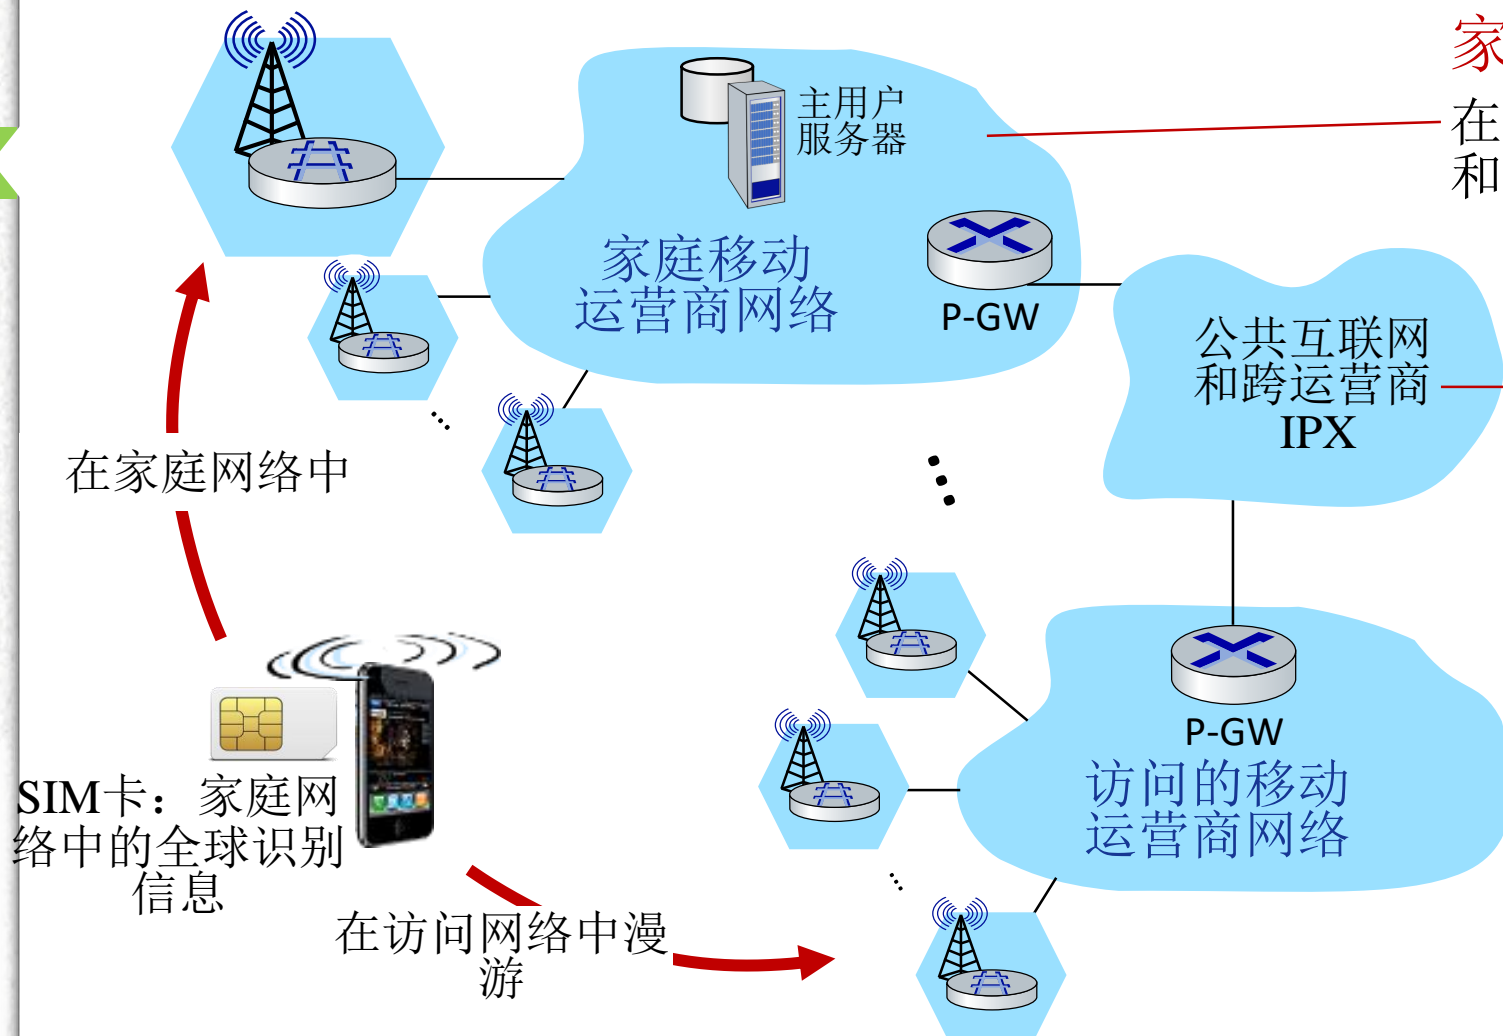 家
在
和
主用户
服务器
家庭移动
运营商网络
P-GW
公共互联网
和跨运营商
IPX
在家庭网络中
SIM卡：家庭网
络中的全球识别
信息
在访问网络中漫
游
P-GW
访问的移动
运营商网络